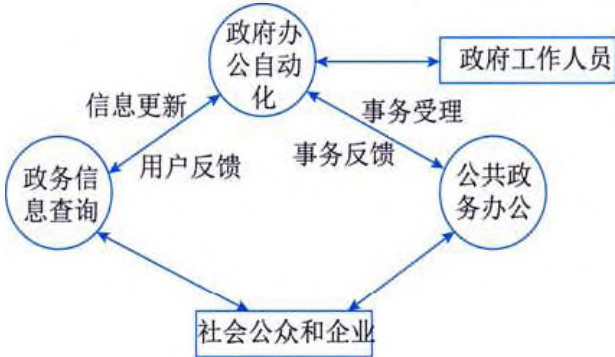 政府办
公自动
化
政府工作人员
信息更新
事务受理
用户反馈
事务反馈
政务信
息查询
公共政
务办公
社会公众和企业